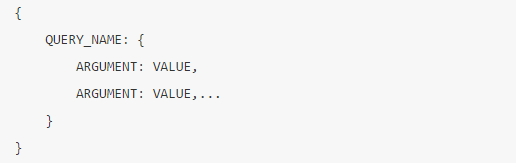 {
QUERY_NAME: {
ARGUMENT: VALUE,
ARGUMENT: VALUE,...
}
}